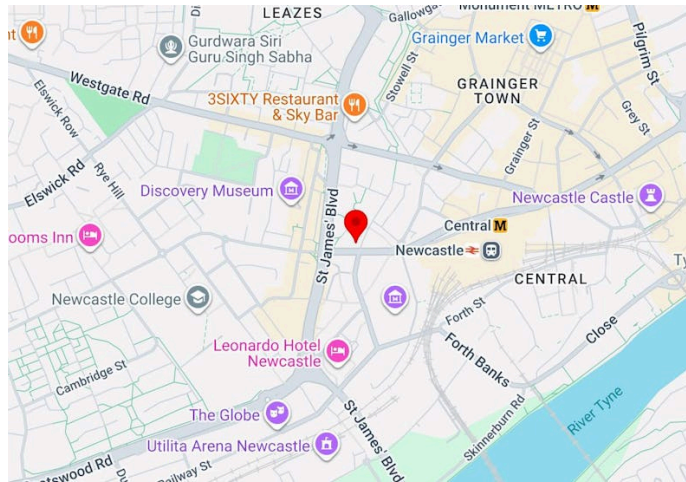 LEAZES
Gallowga
Monument METRO M
Gurdwara Siri
Guru Singh Sabha
Grainger Market
Pilgrim St
Westgate Rd
Stowell St
GRAINGER
TOWN
Grey St
3SIXTY Restaurant
& Sky Bar
Elswick Row
Grainger St
Elswick Rd
Rye Hill
Discovery Museum
St James' Blvd
Newcastle Castle
Central M
ooms Inn
Newcastle
CENTRAL
Newcastle College
Forth St
Close
Leonardo Hotel
Newcastle
Forth Banks
Cambridge St
River Tyne
The Globe
St James' Blvd
Skinnerburn Rd
Utilita Arena Newcastle
Railway St